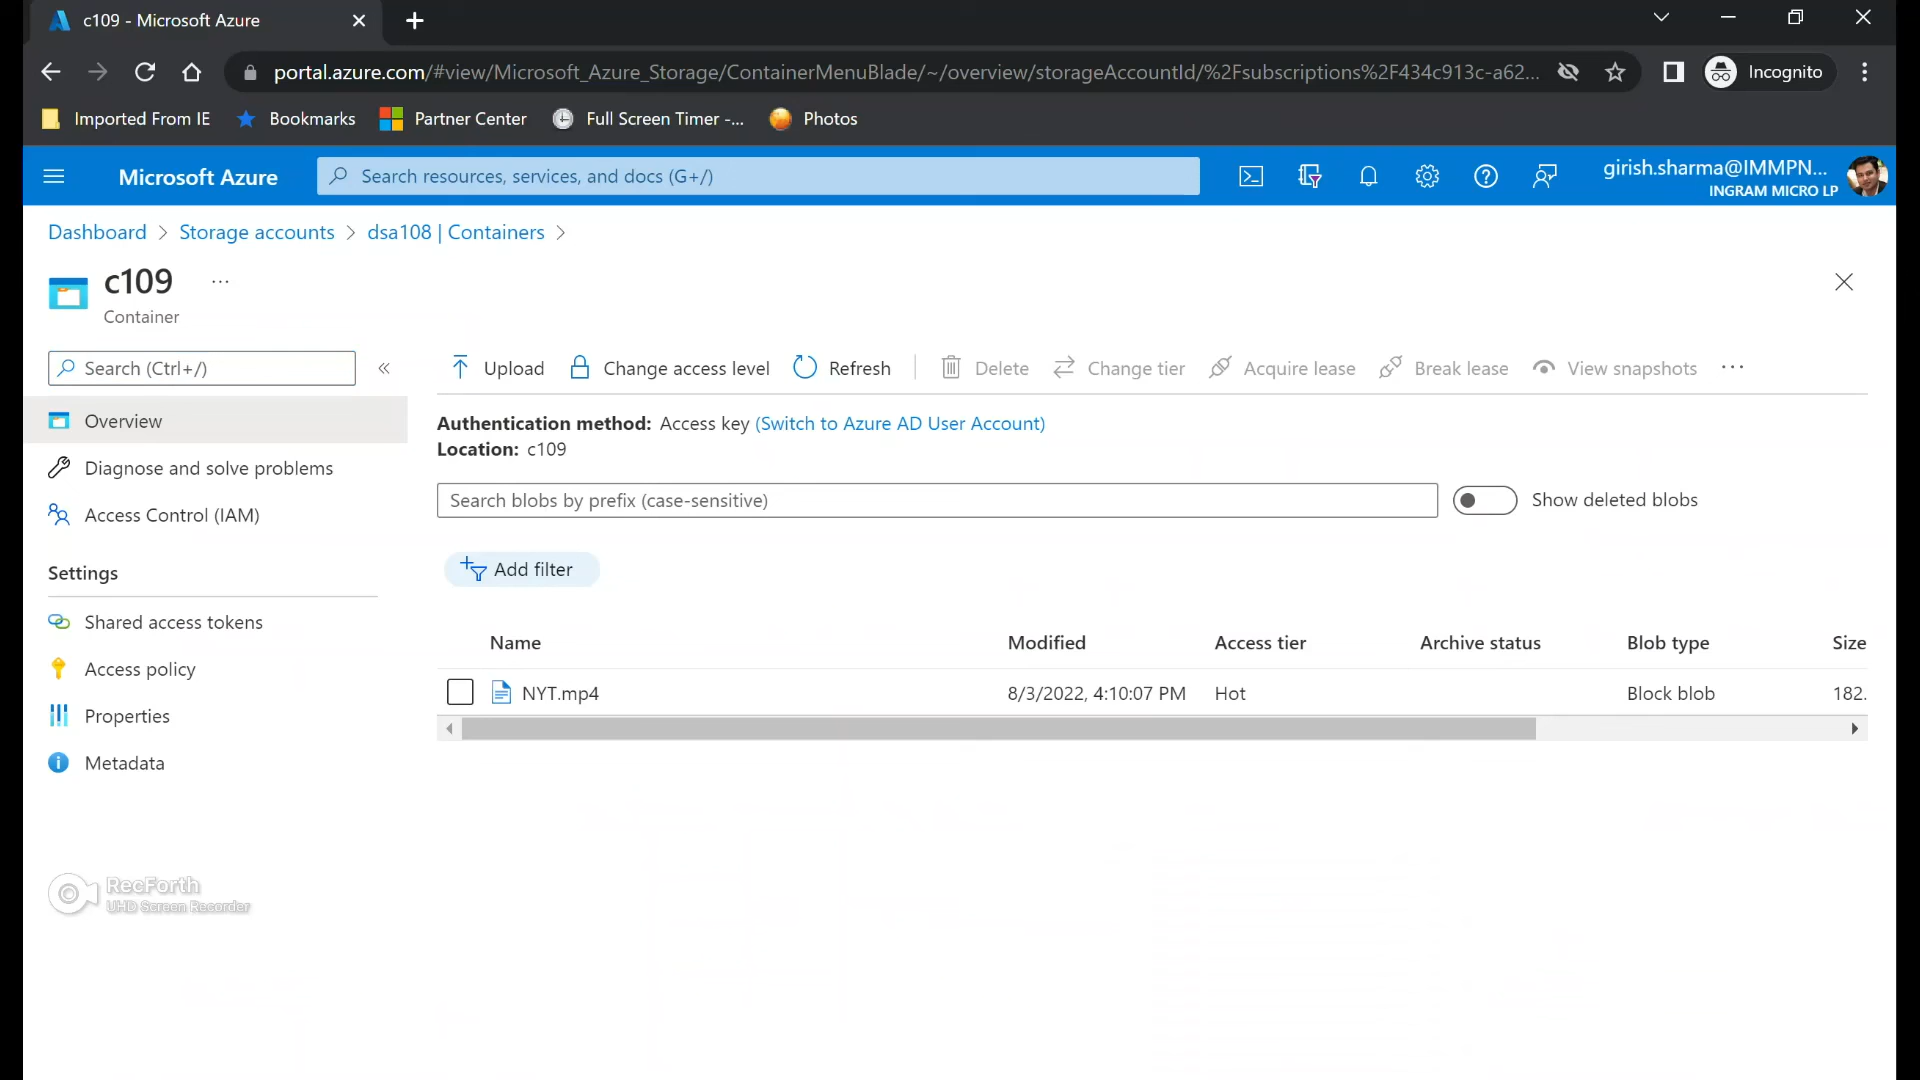 c109 - Microsoft Azure
portal.azure.com/#view/Microsoft_Azure_Storage/ContainerMenuBlade/~/overview/storageAccountId/%2Fsubscriptions%2F434c913c-a62...
Incognito
Imported From IE
Bookmarks
Partner Center
Full Screen Timer -...
Photos
Microsoft Azure
Search resources, services, and docs (G+/)
girish.sharma@IMMPN...
INGRAM MICRO LP
Dashboard > Storage accounts > dsa108 | Containers >
c109 ...
Container
Search (Ctrl+/)
«
Upload
Change access level
Refresh
Delete
Change tier
Acquire lease
Break lease
View snapshots
...
Overview
Diagnose and solve problems
Access Control (IAM)
Settings
Shared access tokens
Access policy
Properties
Metadata
Authentication method: Access key (Switch to Azure AD User Account)
Location: c109
Search blobs by prefix (case-sensitive)
Show deleted blobs
Add filter
Name Modified Access tier Archive status Blob type Size
NYT.mp4 8/3/2022, 4:10:07 PM Hot Block blob 182.
RecForth
UHD Screen Recorder